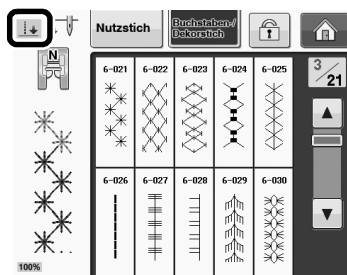 Nutzstich
Buchstaben-/
Dekorstich
N
3/21
6-021 6-022 6-023 6-024 6-025
6-026 6-027 6-028 6-029 6-030
100%